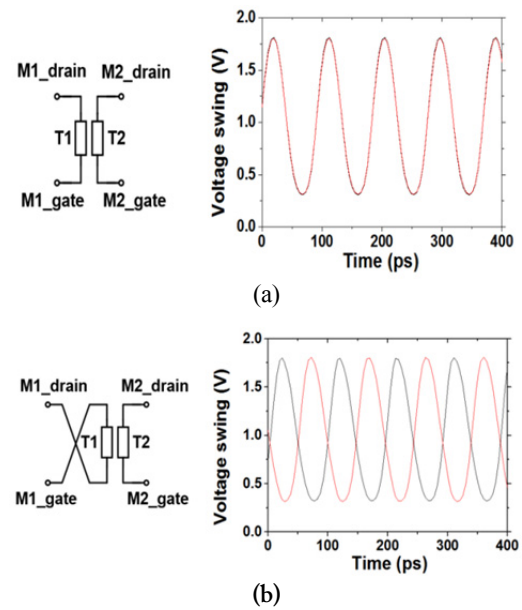 M1_drain M2_drain
T1 T2
M1_gate M2_gate
Voltage swing (V)
2.0
1.5
1.0
0.5
0.0
0 100 200 300 400
Time (ps)
(a)
M1_drain M2_drain
T1 T2
M1_gate M2_gate
Voltage swing (V)
2.0
1.5
1.0
0.5
0.0
0 100 200 300 400
Time (ps)
(b)